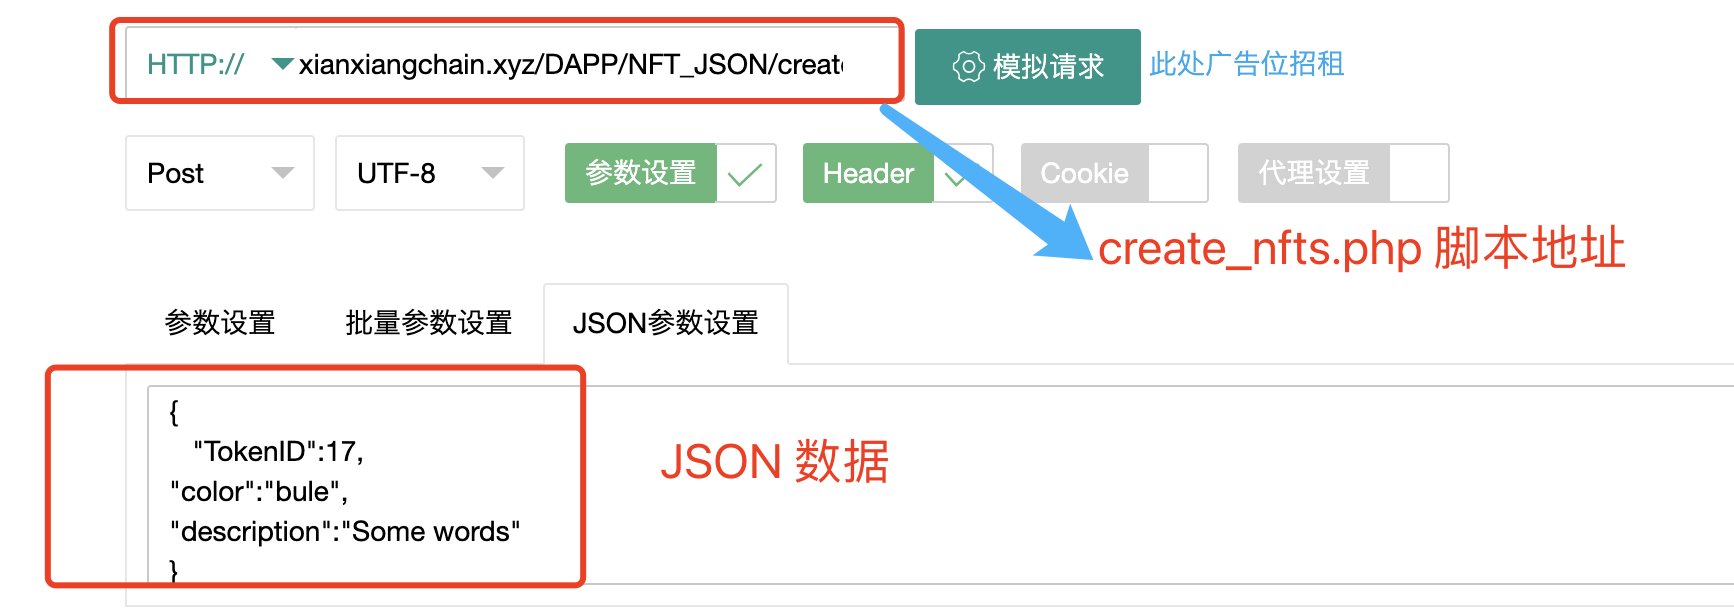 HTTP:// xianxiangchain.xyz/DAPP/NFT_JSON/create 模拟请求 此处广告位招租
Post UTF-8 参数设置 Header Cookie 代理设置
create_nfts.php 脚本地址
参数设置 批量参数设置 JSON参数设置
{
"TokenID":17,
"color":"bule",
"description":"Some words"
}
JSON 数据